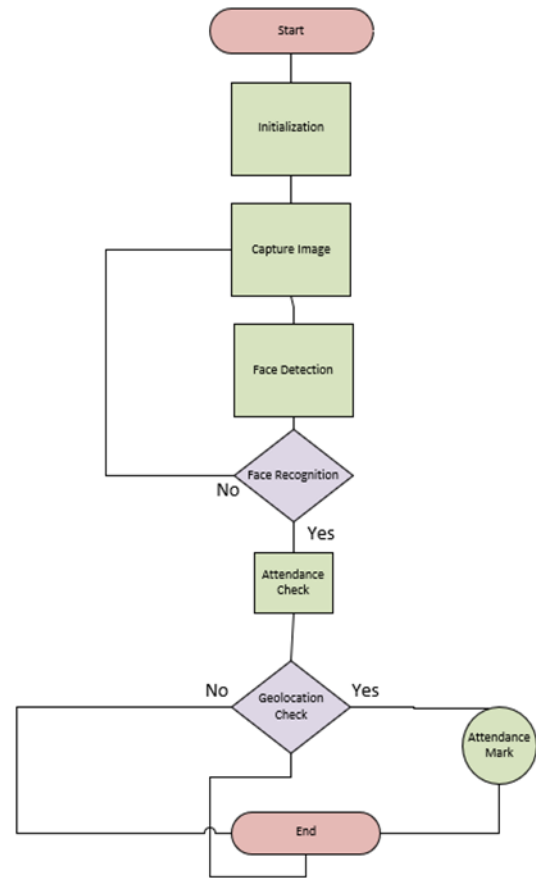 Start
Initialization
Capture Image
Face Detection
Face Recognition
No
Yes
Attendance
Check
No
Geolocation
Check
Yes
Attendance
Mark
End